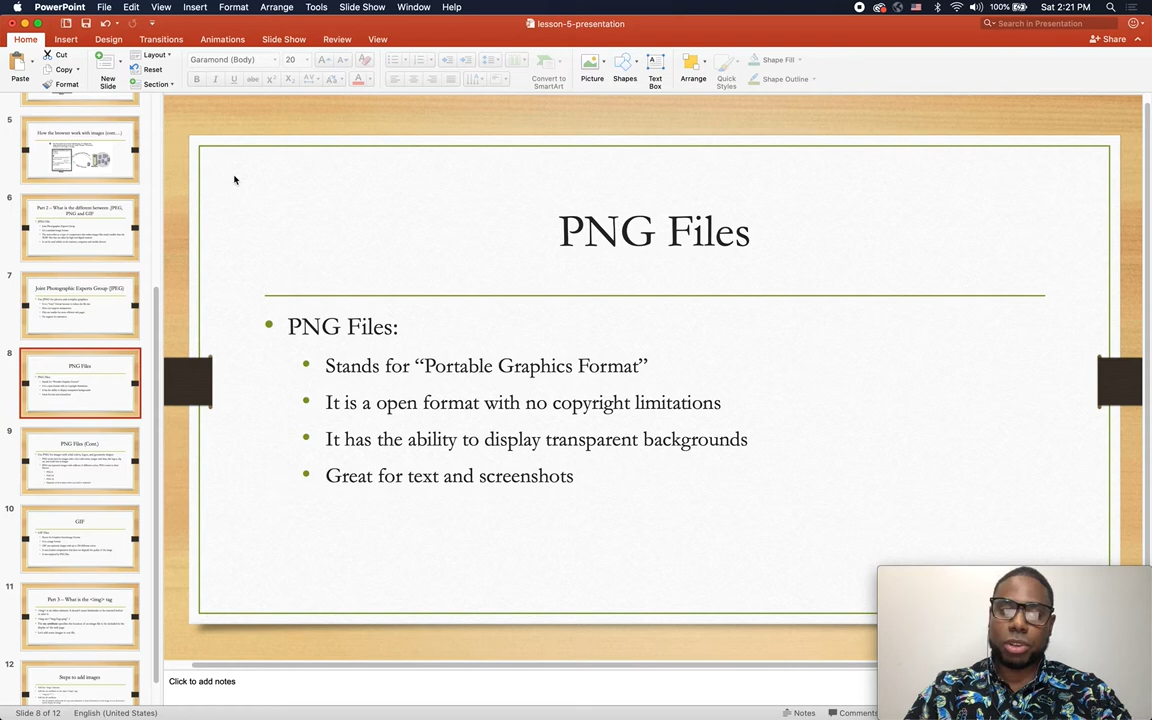 PowerPoint File Edit View Insert Format Arrange Tools Slide Show Window Help 100% Sat 2:21 PM
lesson-5-presentation Search in Presentation
Home Insert Design Transitions Animations Slide Show Review View Share
Paste Cut Copy Format New Slide Layout Reset Section
Garamond (Body) 20
B I U abc X² X₂ AV Aa A
Convert to SmartArt Picture Shapes Text Box Arrange Quick Styles Shape Fill Shape Outline
5
How the browser work with images (cont…)
6
Part 2 – What is the different between JPEG, PNG and GIF
7
Joint Photographic Experts Group (JPEG)
8
PNG Files
9
PNG Files (Cont.)
10
GIF
11
Part 3 – What is the <img> tag
12
Steps to add images
PNG Files
PNG Files:
Stands for “Portable Graphics Format”
It is a open format with no copyright limitations
It has the ability to display transparent backgrounds
Great for text and screenshots
Click to add notes
Slide 8 of 12 English (United States) Notes Comments